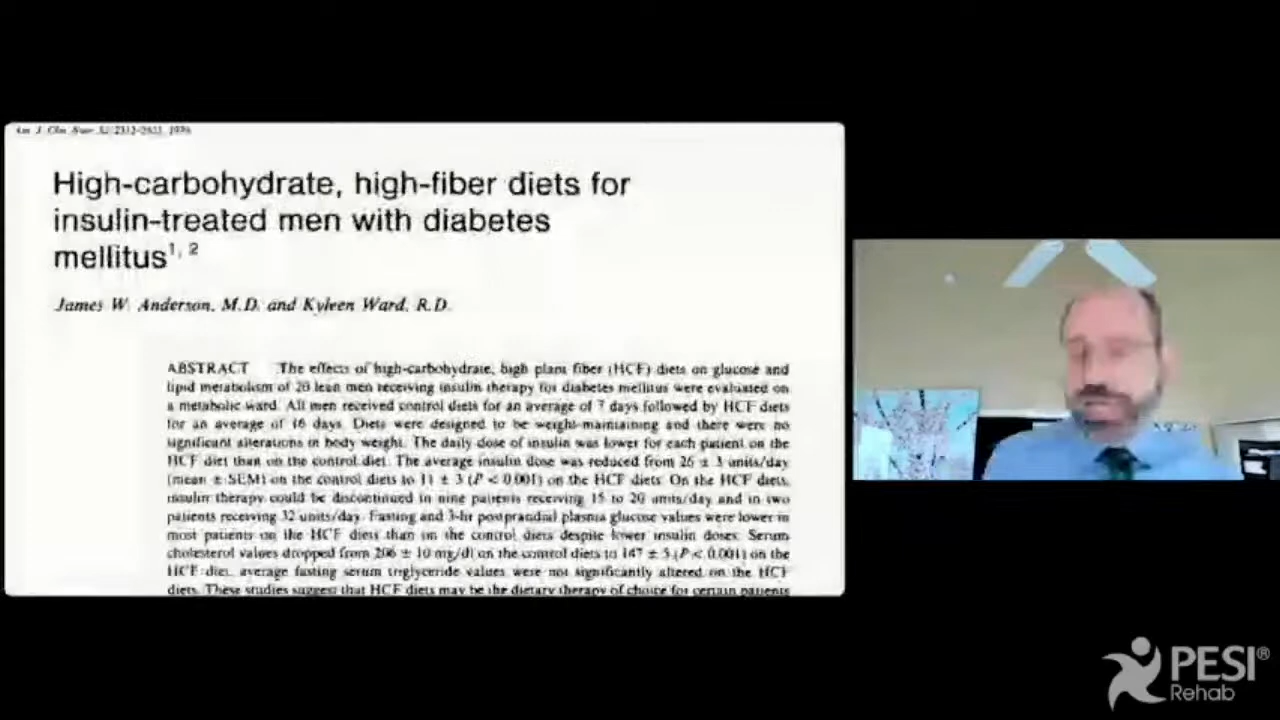 High-carbohydrate, high-fiber diets for
insulin-treated men with diabetes
mellitus1, 2
James W. Anderson, M.D. and Kyleen Ward, R.D.
ABSTRACT The effects of high-carbohydrate, high plant fiber (HCF) diets on glucose and
lipid metabolism of 20 lean men receiving insulin therapy for diabetes mellitus were evaluated on
a metabolic ward. All men received control diets for an average of 7 days followed by HCF diets
for an average of 16 days. Diets were designed to be weight-maintaining and there were no
significant alterations in body weight. The daily dose of insulin was lower for each patient on the
HCF diet than on the control diet. The average insulin dose was reduced from 26 ± 3 units/day
(mean ± SEM) on the control diets to 11 ± 3 (P < 0.001) on the HCF diets. On the HCF diets,
insulin therapy could be discontinued in nine patients receiving 15 to 20 units/day and in two
patients receiving 32 units/day. Fasting and 3-hr postprandial plasma glucose values were lower in
most patients on the HCF diets than on the control diets despite lower insulin doses. Serum
cholesterol values dropped from 206 ± 10 mg/dl on the control diets to 147 ± 5 (P < 0.001) on the
HCF diet, average fasting serum triglyceride values were not significantly altered on the HCF
diets. These studies suggest that HCF diets may be the dietary therapy of choice for certain patients
PESI®
Rehab